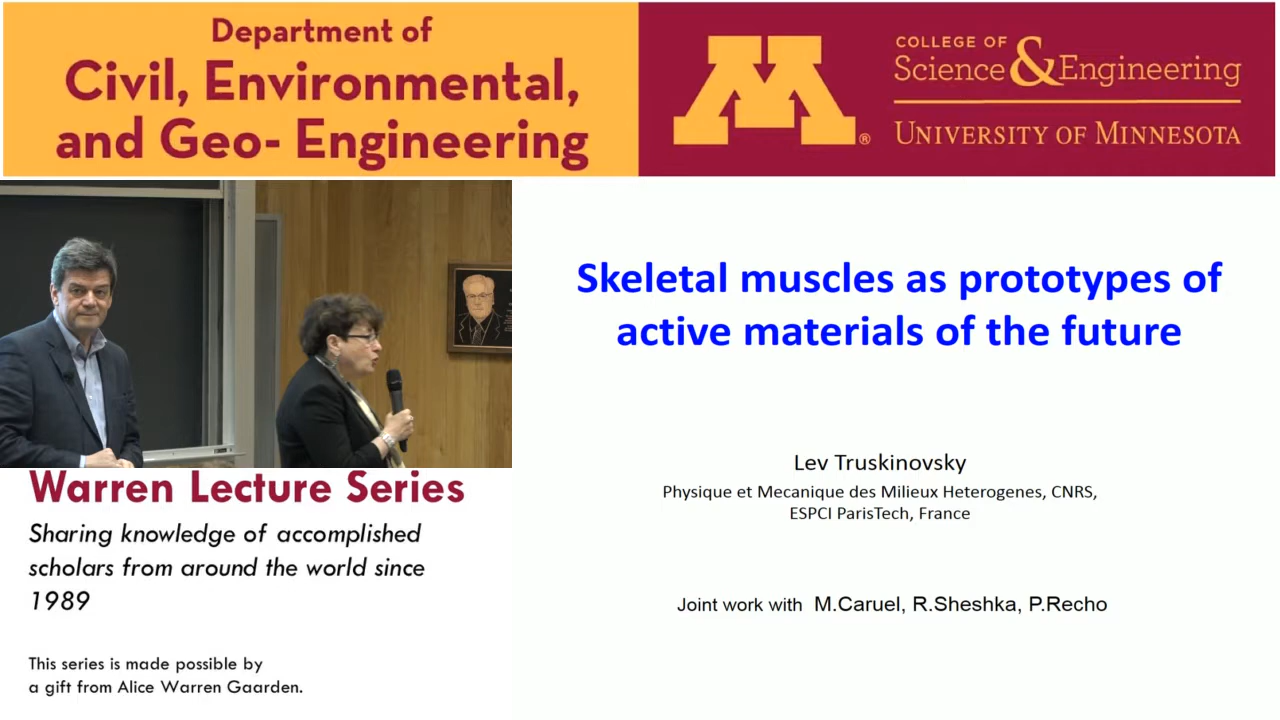 Department of
Civil, Environmental,
and Geo- Engineering
M®
COLLEGE OF
Science & Engineering
UNIVERSITY OF MINNESOTA
Skeletal muscles as prototypes of
active materials of the future
Lev Truskinovsky
Physique et Mecanique des Milieux Heterogenes, CNRS,
ESPCI ParisTech, France
Joint work with M.Caruel, R.Sheshka, P.Recho
Warren Lecture Series
Sharing knowledge of accomplished
scholars from around the world since
1989
This series is made possible by
a gift from Alice Warren Gaarden.